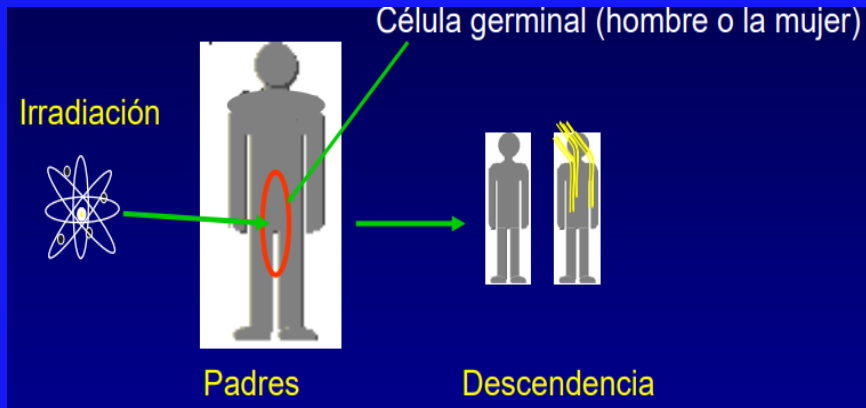 Célula germinal (hombre o la mujer)
Irradiación
Padres
Descendencia